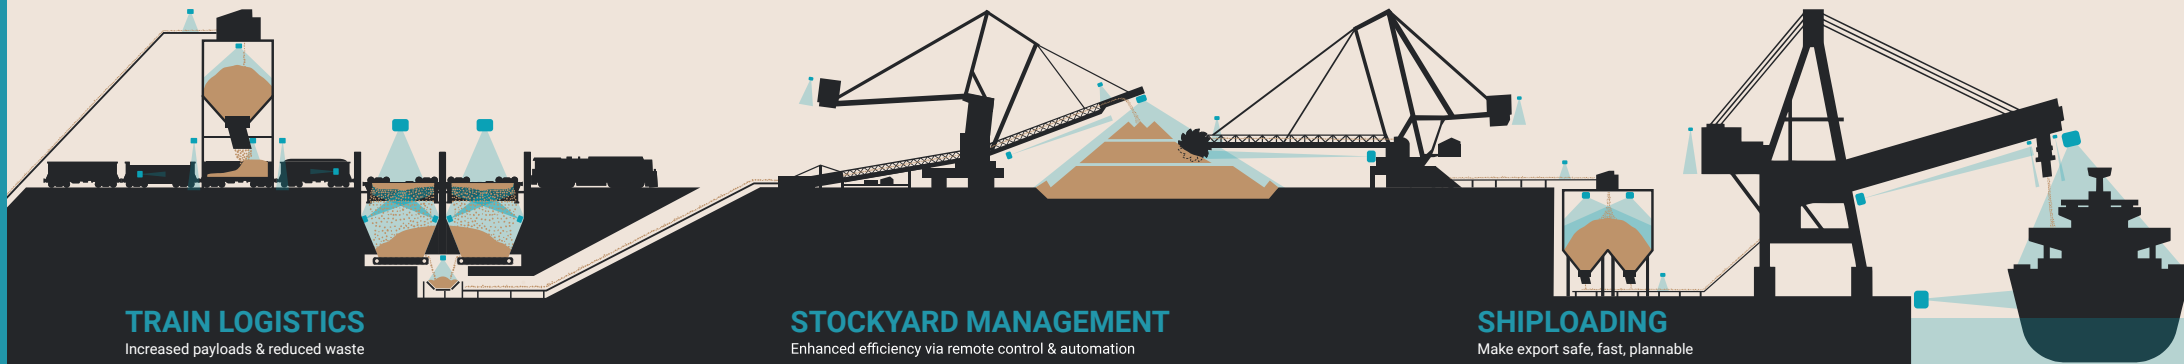 TRAIN LOGISTICS
Increased payloads & reduced waste
STOCKYARD MANAGEMENT
Enhanced efficiency via remote control & automation
SHIPLOADING
Make export safe, fast, plannable